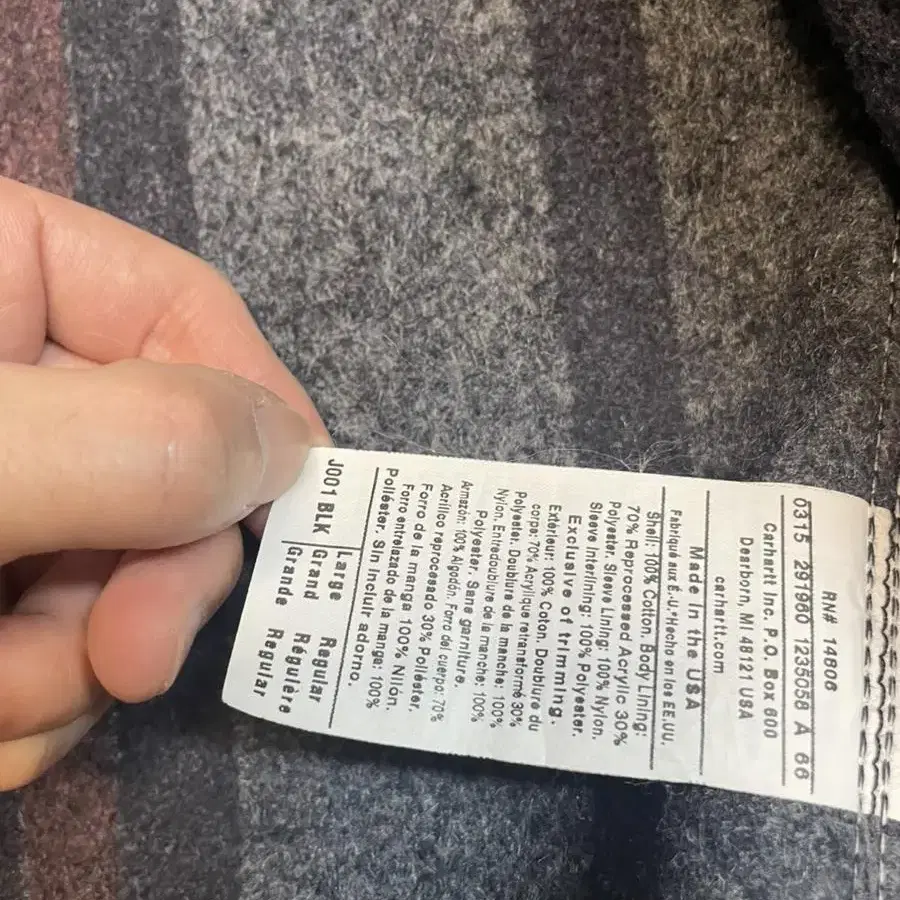 RN# 14806
0315 291960 1235058 A 66
Carhartt Inc. P.O. Box 600
Dearborn, MI 48121 USA
carhartt.com
Made in the USA
Fabriqué aux É.U.*Hecho en los EE.UU.
Shell: 100% Cotton. Body Lining:
70% Reprocessed Acrylic 30%
Polyester. Sleeve Lining: 100% Nylon.
Sleeve Interlining: 100% Polyester.
Exclusive of trimming.
Extérieur: 100% Coton. Doublure du
corps: 70% Acrylique retransformé 30%
Polyester. Doublure de la manche: 100%
Nylon. Entredoublure de la manche: 100%
Polyester. Sans garniture.
Armazón: 100% Algodón. Forro del cuerpo: 70%
Acrílico reprocesado 30% Poliéster.
Forro de la manga 100% Nilón.
Forro entrelazado de la manga: 100%
Poliéster. Sin incluir adorno.
J001 BLK
Large Regular
Grand Régulière
Grande Regular